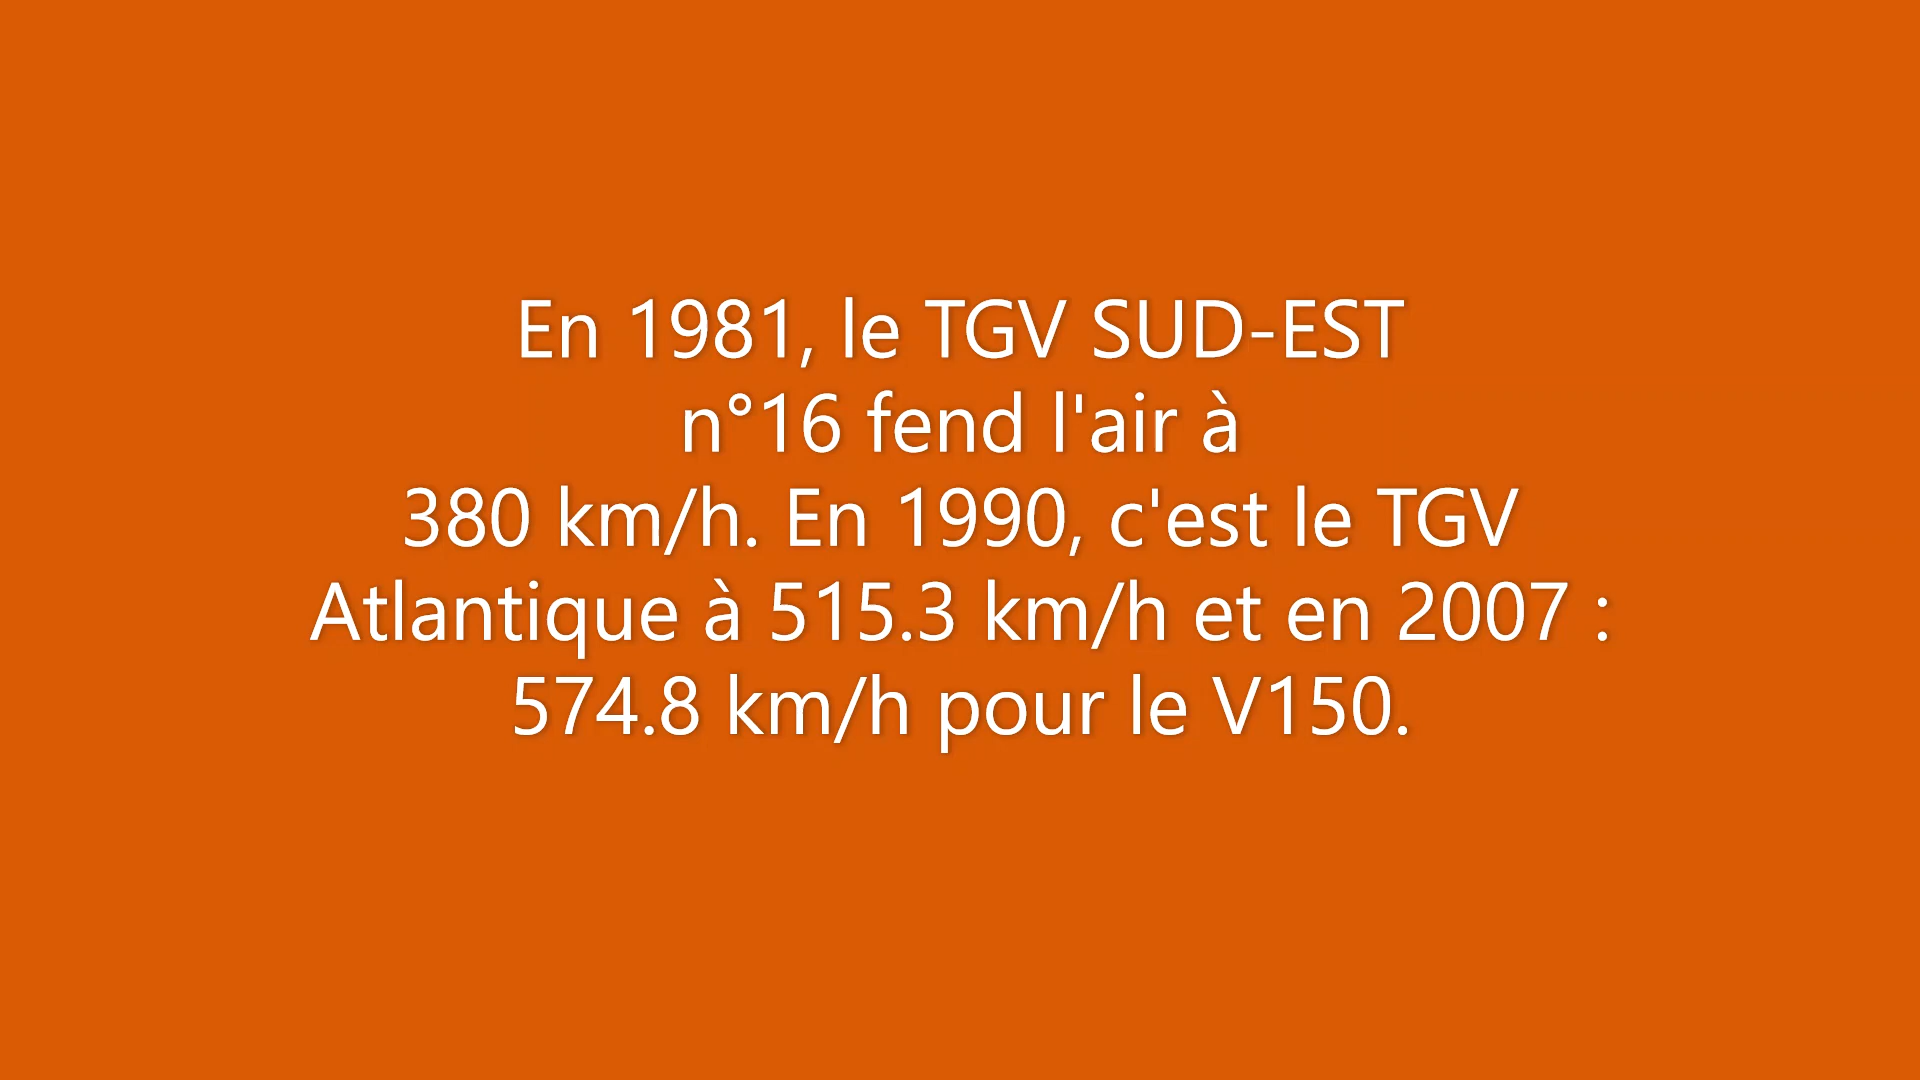 En 1981, le TGV SUD-EST
n°16 fend l'air à
380 km/h. En 1990, c'est le TGV
Atlantique à 515.3 km/h et en 2007 :
574.8 km/h pour le V150.